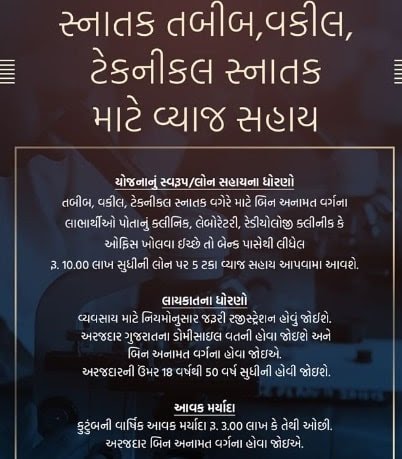 સ્નાતક તબીબ,વકીલ,
ટેકનીકલ સ્નાતક
માટે વ્યાજ સહાય
યોજનાનું સ્વરૂપ/લોન સહાયના ધોરણો
તબીબ, વકીલ, ટેકનીકલ સ્નાતક વગેરે માટે બિન અનામત વર્ગના
લાભાર્થીઓ પોતાનું ક્લીનિક, લેબોરેટરી, રેડીયોલોજી ક્લીનીક કે
ઓફિસ ખોલવા ઈચ્છે તો બેન્ક પાસેથી લીધેલ
રૂ. 10.00 લાખ સુધીની લોન પર 5 ટકા વ્યાજ સહાય આપવામા આવશે.
લાયકાતના ધોરણો
વ્યવસાય માટે નિયમોનુસાર જરૂરી રજીસ્ટ્રેશન હોવું જોઈશે.
અરજદાર ગુજરાતના ડોમીસાઈલ વતની હોવા જોઇશે અને
બિન અનામત વર્ગના હોવા જોઇએ.
અરજદારની ઉંમર 18 વર્ષથી 50 વર્ષ સુધીની હોવી જોઈશે.
આવક મર્યાદા
કુટુંબની વાર્ષિક આવક મર્યાદા રૂ. 3.00 લાખ કે તેથી ઓછી.
અરજદાર બિન અનામત વર્ગના હોવા જોઇએ.